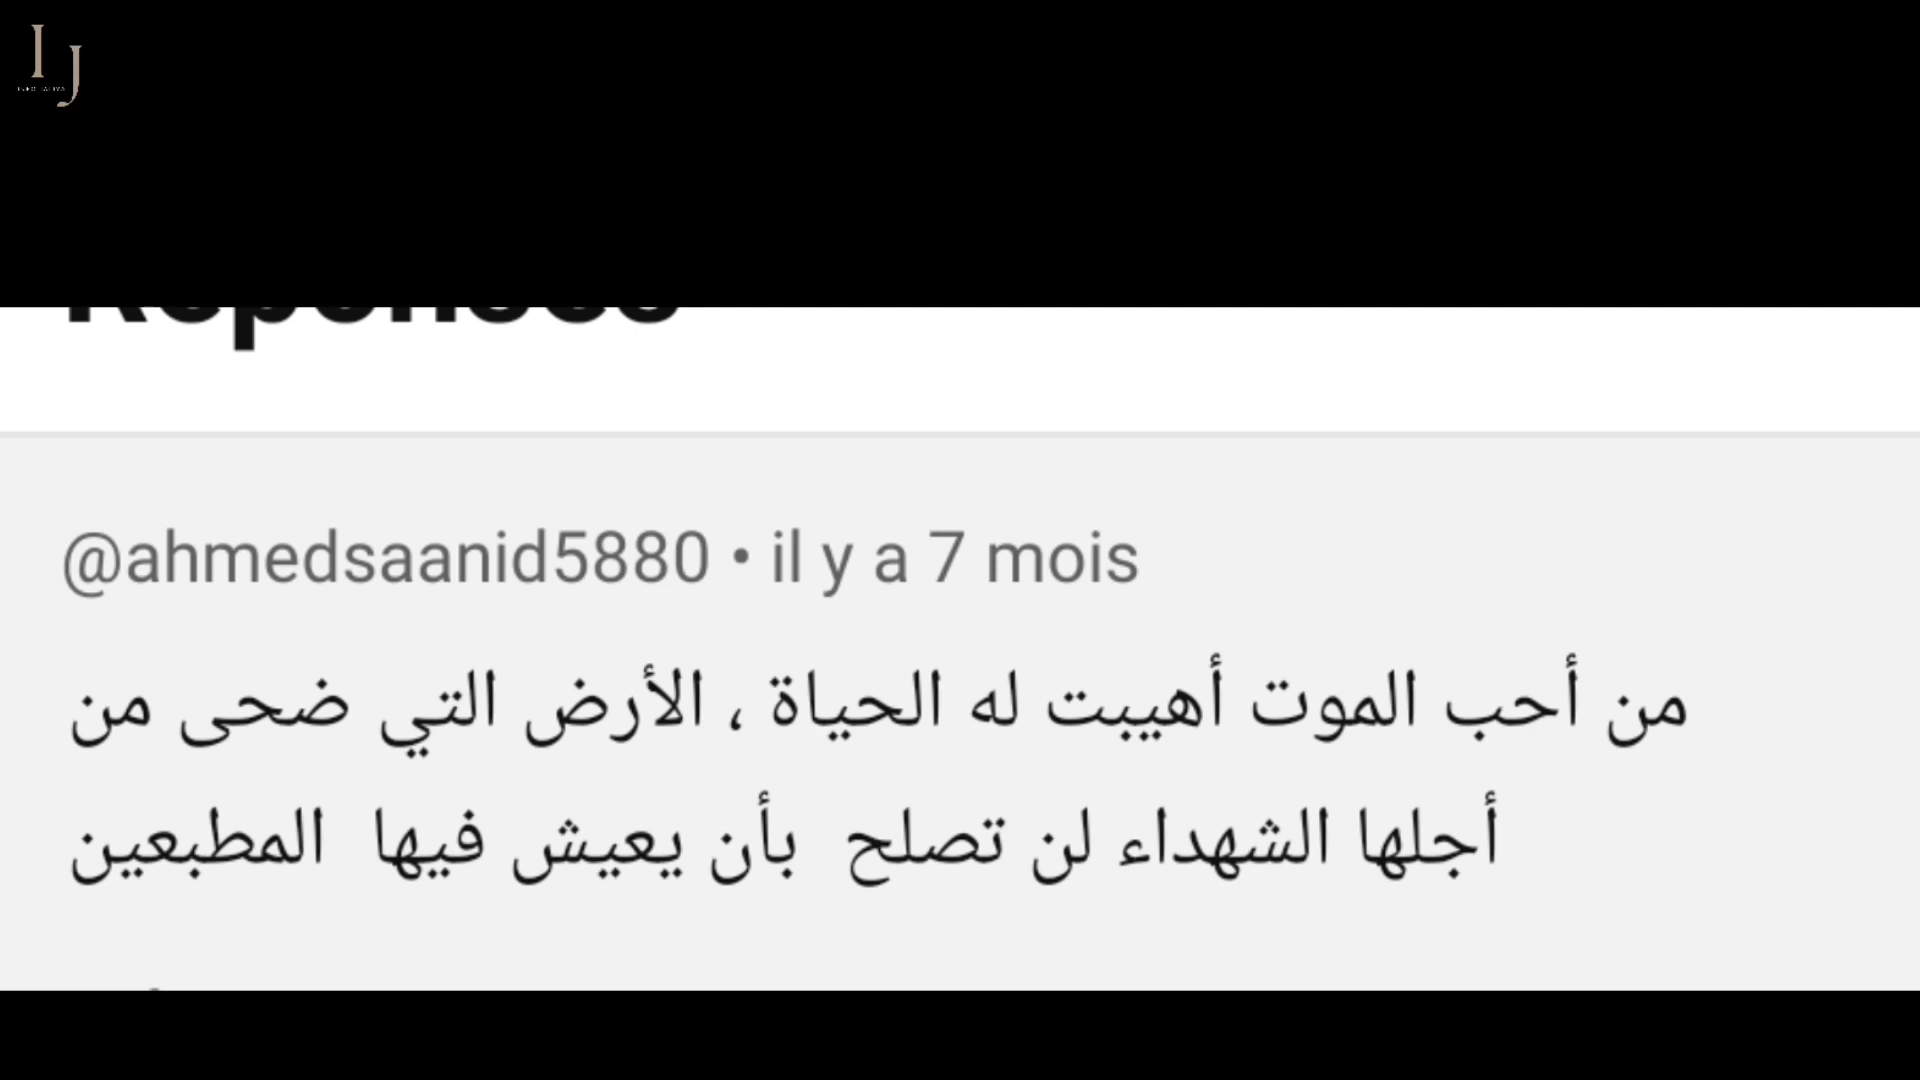 I J
Réponses
@ahmedsaanid5880 • il y a 7 mois
من أحب الموت أهيبت له الحياة ، الأرض التي ضحى من
أجلها الشهداء لن تصلح بأن يعيش فيها المطبعين